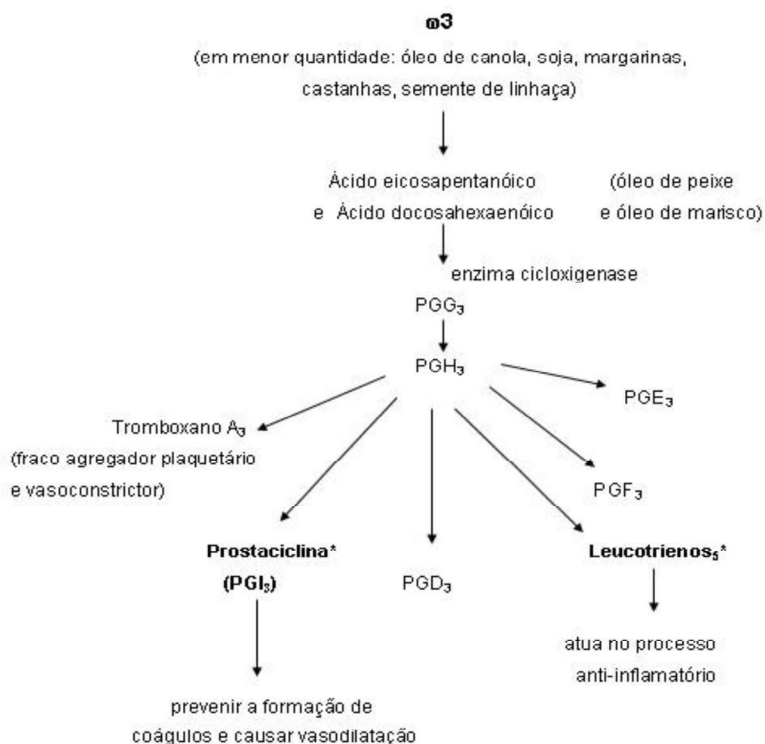 ω3
(em menor quantidade: óleo de canola, soja, margarinas,
castanhas, semente de linhaça)
Ácido eicosapentanóico (óleo de peixe
e Ácido docosahexaenóico e óleo de marisco)
enzima cicloxigenase
PGG₃
PGH₃
PGE₃
Tromboxano A₃
(fraco agregador plaquetário
e vasoconstrictor)
PGF₃
Prostaciclina* Leucotrienos₅*
(PGI₃) PGD₃
atua no processo
anti-inflamatório
prevenir a formação de
coágulos e causar vasodilatação